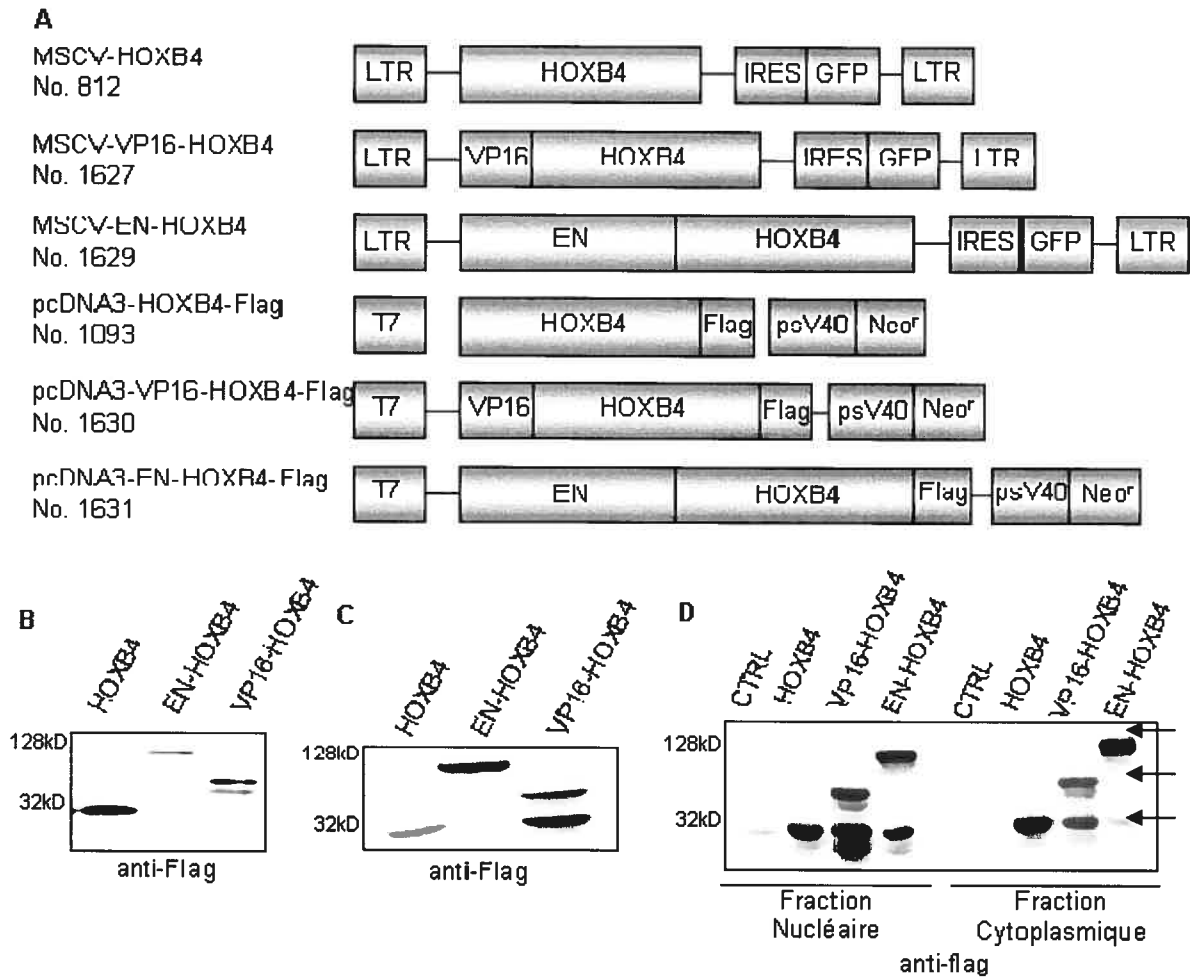 A
MSCV-HOXB4
No. 812
LTR HOXB4 IRES GFP LTR
MSCV-VP16-HOXB4
No. 1627
LTR VP16 HOXB4 IRES GFP LTR
MSCV-EN-HOXB4
No. 1629
LTR EN HOXB4 IRES GFP LTR
pcDNA3-HOXB4-Flag
No. 1093
T7 HOXB4 Flag psV40 Neoʳ
pcDNA3-VP16-HOXB4-Flag
No. 1630
T7 VP16 HOXB4 Flag psV40 Neoʳ
pcDNA3-EN-HOXB4-Flag
No. 1631
T7 EN HOXB4 Flag psV40 Neoʳ
B
HOXB4 EN-HOXB4 VP16-HOXB4
128kD
32kD
anti-Flag
C
HOXB4 EN-HOXB4 VP16-HOXB4
128kD
32kD
anti-Flag
D
CTRL HOXB4 VP16-HOXB4 EN-HOXB4 CTRL HOXB4 VP16-HOXB4 EN-HOXB4
128kD
32kD
Fraction Nucléaire
Fraction Cytoplasmique
anti-flag